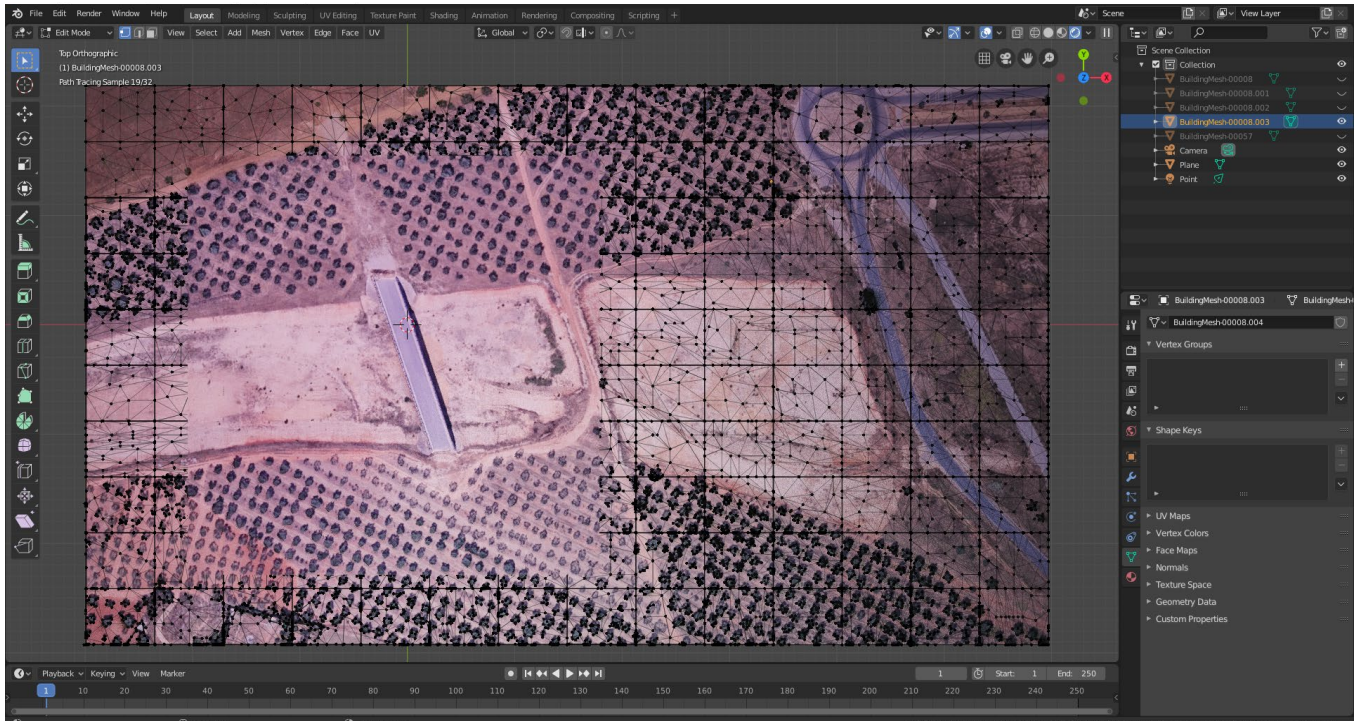 File Edit Render Window Help Layout Modeling Sculpting UV Editing Texture Paint Shading Animation Rendering Compositing Scripting + Scene View Layer
Edit Mode View Select Add Mesh Vertex Edge Face UV Global
Top Orthographic
(1) BuildingMesh-00008.003
Path Tracing Sample 19/32
Y
Z
X
Scene Collection
Collection
BuildingMesh-00008
BuildingMesh-00008.001
BuildingMesh-00008.002
BuildingMesh-00008.003
BuildingMesh-00057
Camera
Plane
Point
BuildingMesh-00008.003 BuildingMesh-
BuildingMesh-00008.004
Vertex Groups
Shape Keys
UV Maps
Vertex Colors
Face Maps
Normals
Texture Space
Geometry Data
Custom Properties
Playback Keying View Marker 1 Start: 1 End: 250
1 10 20 30 40 50 60 70 80 90 100 110 120 130 140 150 160 170 180 190 200 210 220 230 240 250